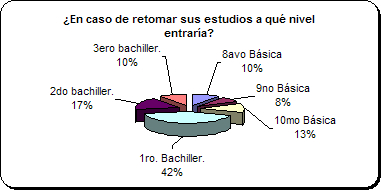 ¿En caso de retomar sus estudios a qué nivel
entraría?
3ero bachiller.
10%
8avo Básica
10%
2do bachiller.
17%
9no Básica
8%
10mo Básica
13%
1ro. Bachiller.
42%